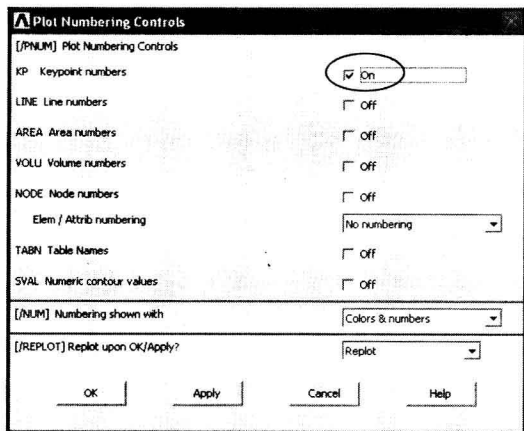 Plot Numbering Controls
[/PNUM] Plot Numbering Controls
KP Keypoint numbers On
LINE Line numbers Off
AREA Area numbers Off
VOLU Volume numbers Off
NODE Node numbers Off
Elem / Attrib numbering No numbering
TABN Table Names Off
SVAL Numeric contour values Off
[/NUM] Numbering shown with Colors & numbers
[/REPLOT] Replot upon OK/Apply? Replot
OK Apply Cancel Help